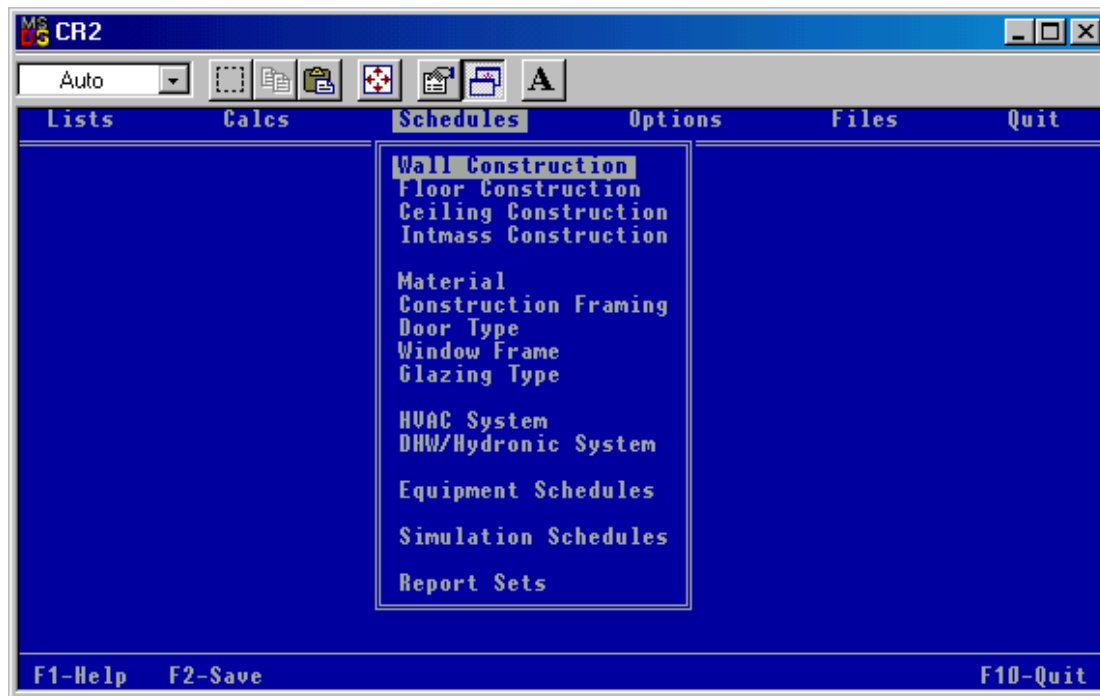 MS DOS CR2
Auto
A
Lists Calcs Schedules Options Files Quit
Wall Construction
Floor Construction
Ceiling Construction
Intmass Construction
Material
Construction Framing
Door Type
Window Frame
Glazing Type
HVAC System
DHW/Hydronic System
Equipment Schedules
Simulation Schedules
Report Sets
F1-Help F2-Save F10-Quit